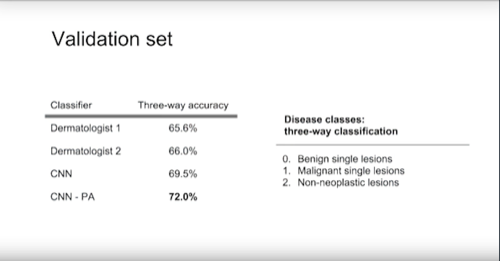 Validation set
Classifier Three-way accuracy
Dermatologist 1 65.6%
Dermatologist 2 66.0%
CNN 69.5%
CNN - PA 72.0%
Disease classes:
three-way classification
0. Benign single lesions
1. Malignant single lesions
2. Non-neoplastic lesions